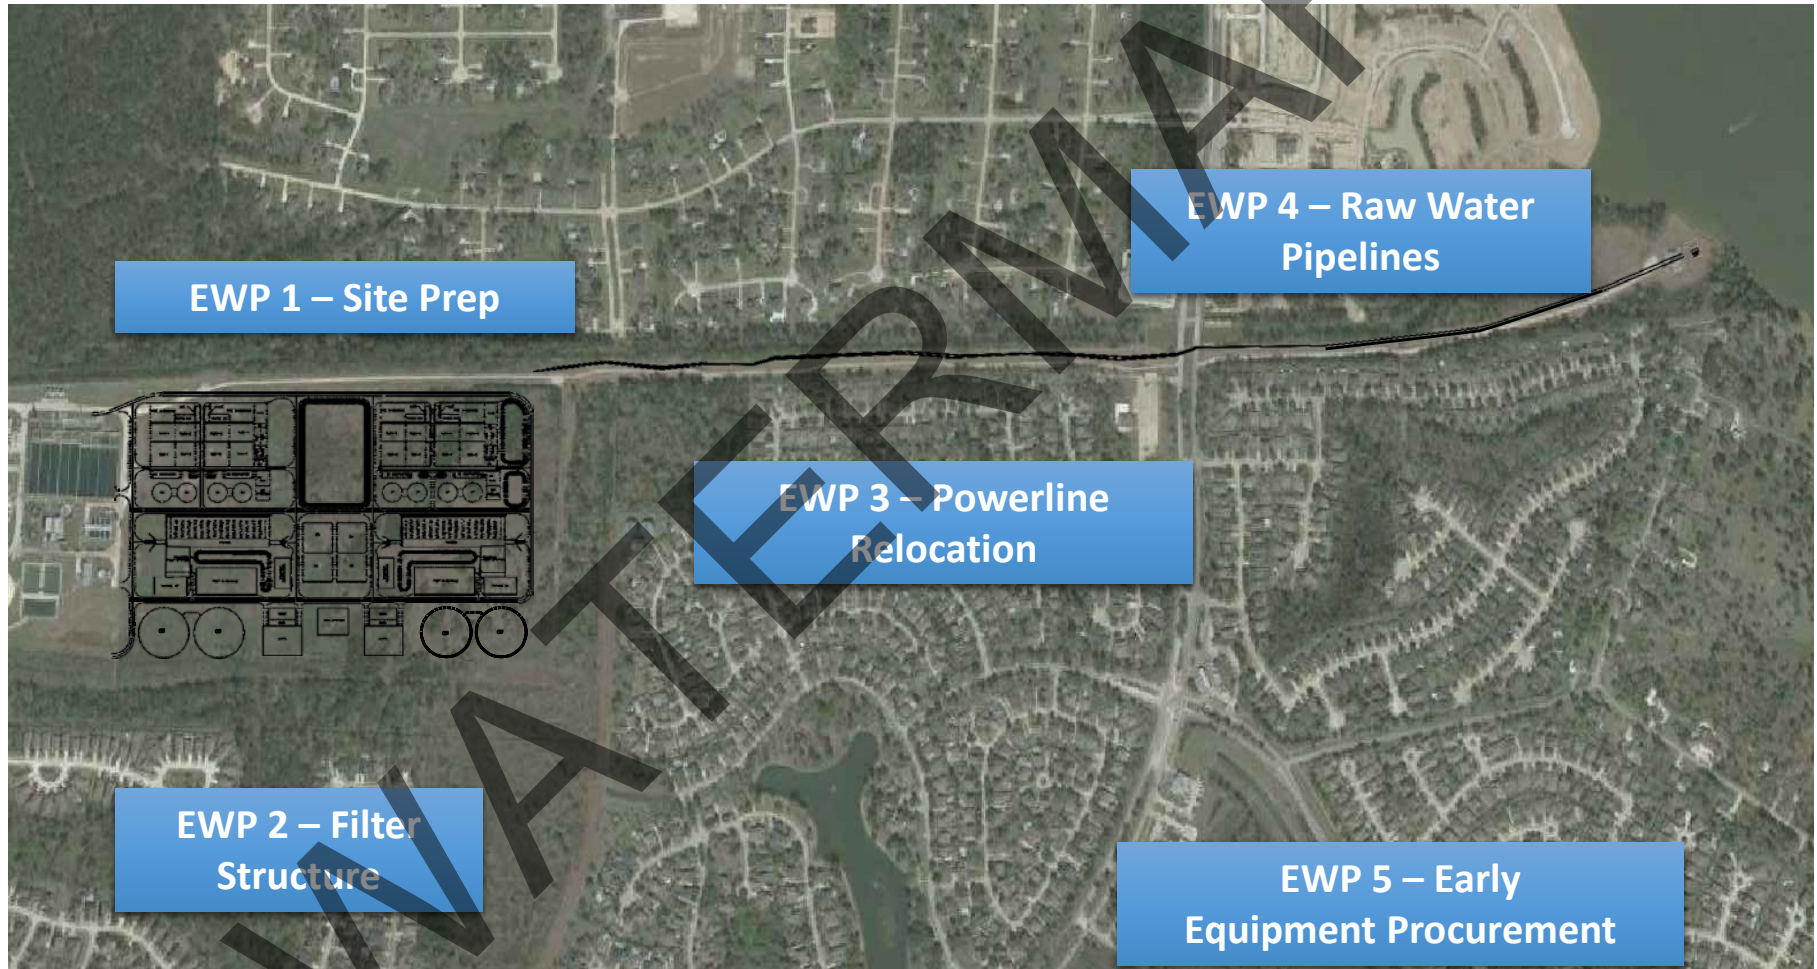 EWP 4 – Raw Water
Pipelines
EWP 1 – Site Prep
EWP 3 – Powerline
Relocation
EWP 2 – Filter
Structure
EWP 5 – Early
Equipment Procurement
WATERMAR